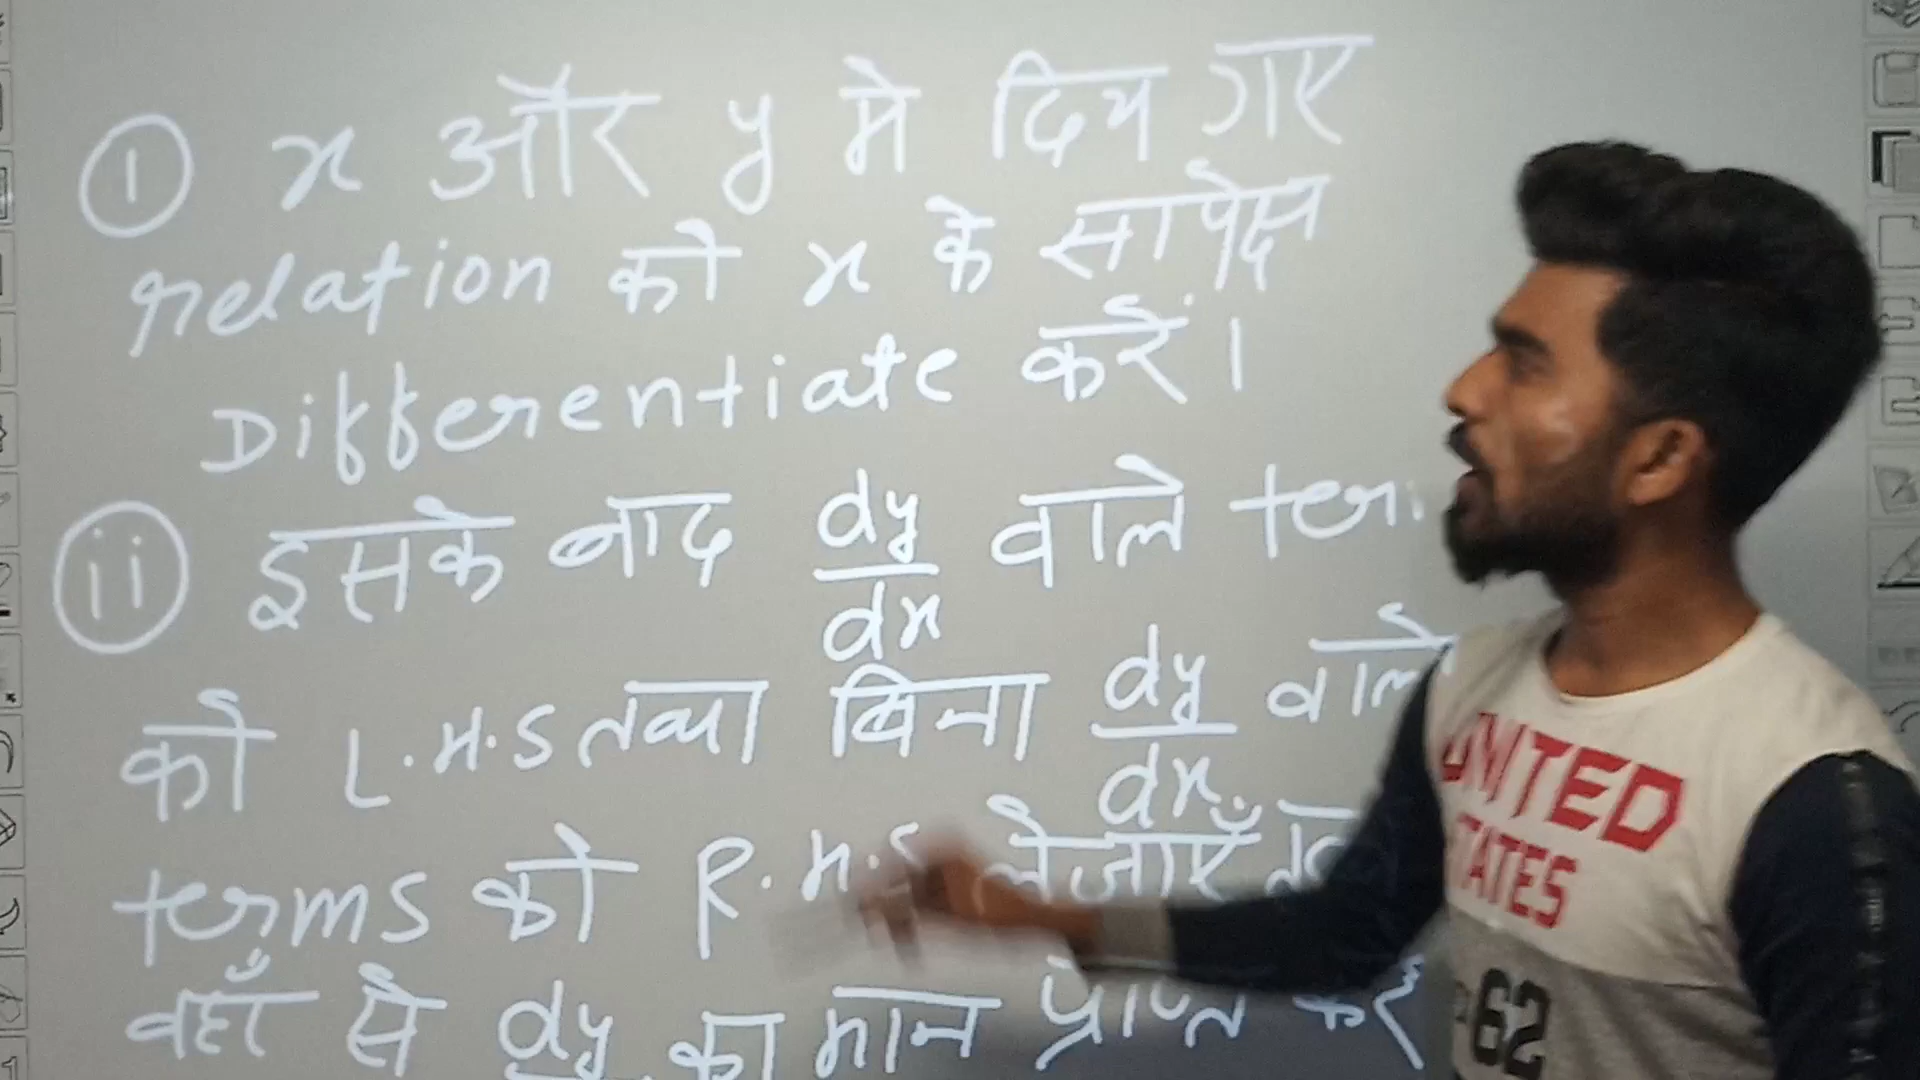 ① x और y मे दिय गए
relation को x के सापेक्ष
Differentiate करें।
ⓘⓘ इसके बाद dy/dx वाले
को L.H.S तथा बिना dy/dx वाले
terms को R.H.S लेजाएँ
वहाँ से dy का मान प्राप्त करें
UNITED
STATES
62